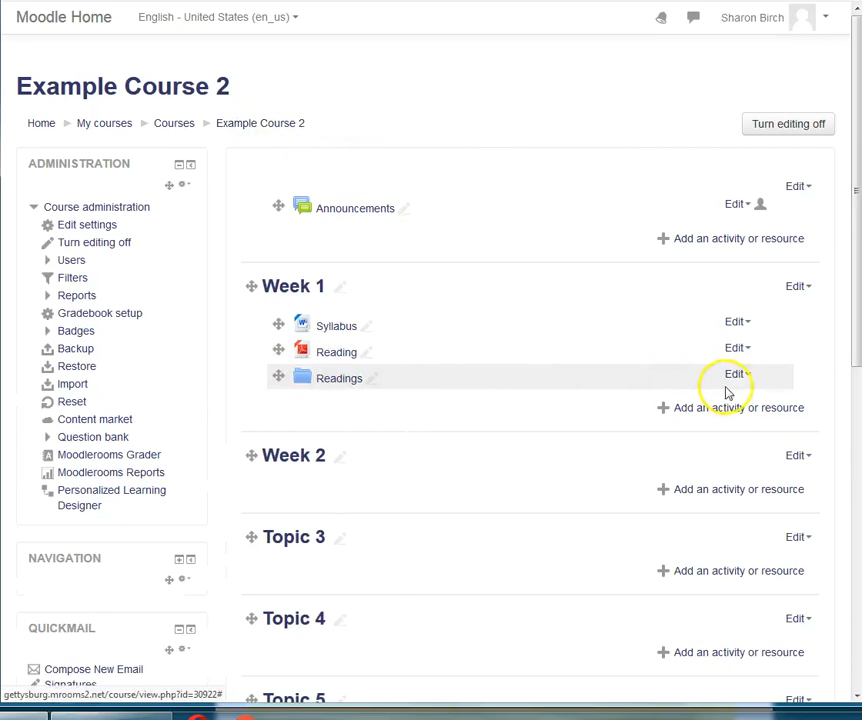 Moodle Home English - United States (en_us) Sharon Birch
Example Course 2
Home My courses Courses Example Course 2 Turn editing off
ADMINISTRATION
Course administration
Edit settings
Turn editing off
Users
Filters
Reports
Gradebook setup
Badges
Backup
Restore
Import
Reset
Content market
Question bank
Moodlerooms Grader
Moodlerooms Reports
Personalized Learning
Designer
NAVIGATION
QUICKMAIL
Compose New Email
Signatures
Edit
Announcements Edit
Add an activity or resource
Week 1 Edit
Syllabus Edit
Reading Edit
Readings Edit
Add an activity or resource
Week 2 Edit
Add an activity or resource
Topic 3 Edit
Add an activity or resource
Topic 4 Edit
Add an activity or resource
Topic 5 Edit
gettysburg.mrooms2.net/course/view.php?id=30922#